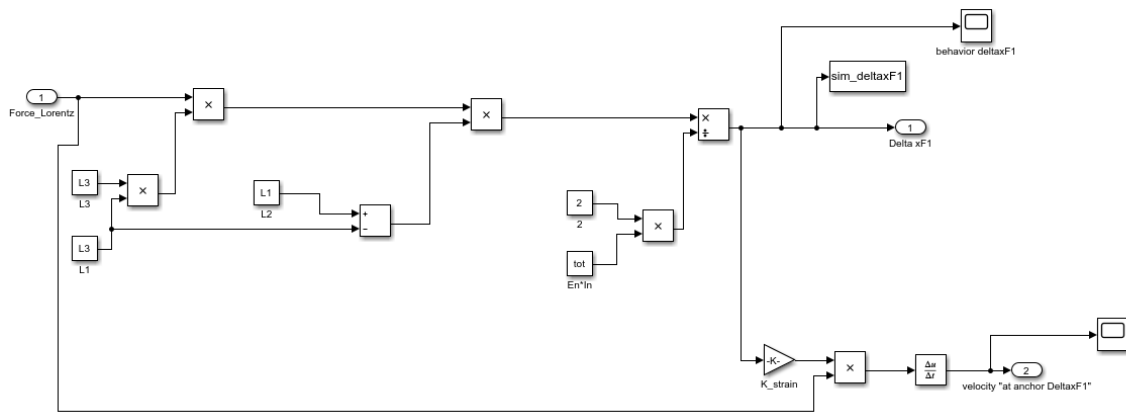 behavior deltaxF1
sim_deltaxF1
1
Force_Lorentz
×
×
×
÷
1
Delta xF1
L3
L3
×
L1
L2
+
−
L3
L1
2
2
×
tot
En*In
-K-
K_strain
×
Δu
Δt
2
velocity "at anchor DeltaxF1"